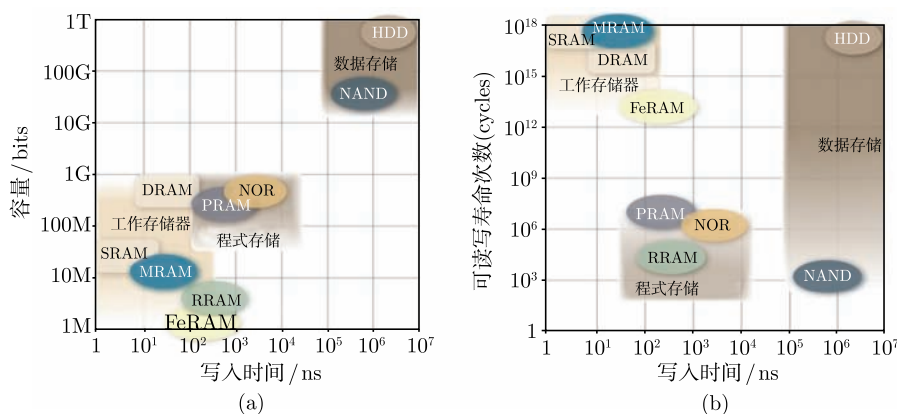 1T
100G
10G
1G
100M
10M
1M
容量/bits
HDD
数据存储
NAND
DRAM
NOR
PRAM
工作存储器
程式存储
SRAM
MRAM
RRAM
FeRAM
1 10¹ 10² 10³ 10⁴ 10⁵ 10⁶ 10⁷
写入时间/ns
(a)
10¹⁸
10¹⁵
10¹²
10⁹
10⁶
10³
1
可读写寿命次数(cycles)
MRAM
SRAM
HDD
DRAM
工作存储器
FeRAM
数据存储
PRAM
NOR
RRAM
NAND
程式存储
1 10¹ 10² 10³ 10⁴ 10⁵ 10⁶ 10⁷
写入时间/ns
(b)